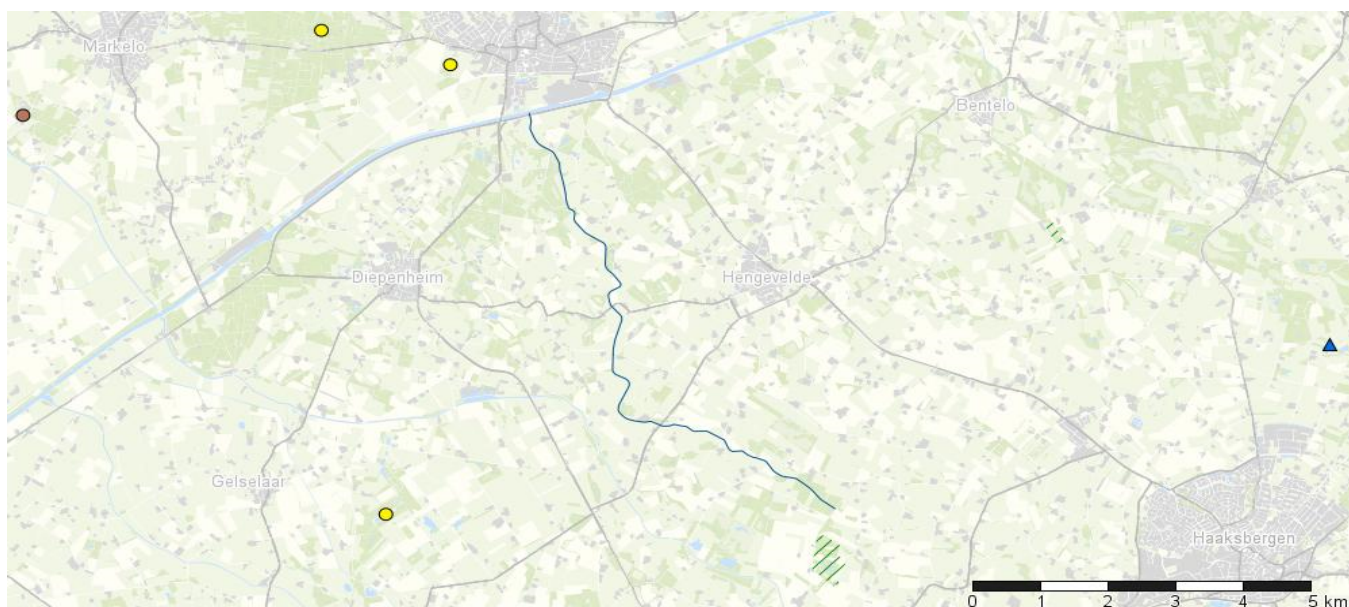 Markelo
Bentelo
Diepenheim
Hengevelde
Gelselaar
Haaksbergen
0 1 2 3 4 5 km